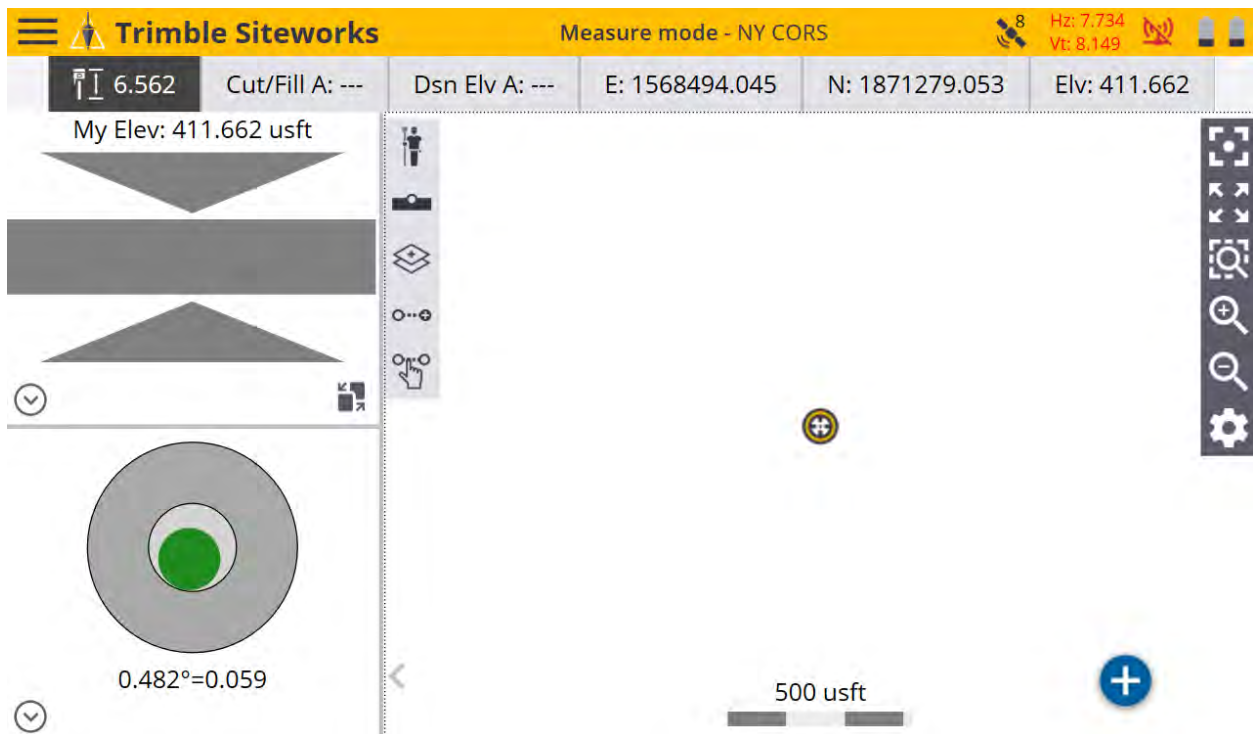 Trimble Siteworks
Measure mode - NY CORS
8
Hz: 7.734
Vt: 8.149
6.562
Cut/Fill A: ---
Dsn Elv A: ---
E: 1568494.045
N: 1871279.053
Elv: 411.662
My Elev: 411.662 usft
0.482°=0.059
500 usft